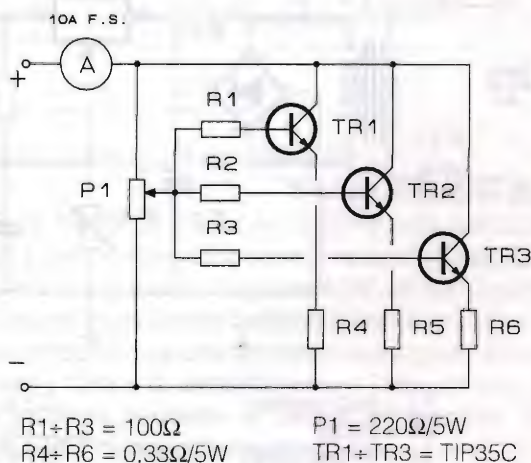 10A F.S.
+
A
R1
TR1
R2
P1
TR2
R3
TR3
R4
R5
R6
–
R1÷R3 = 100Ω
P1 = 220Ω/5W
R4÷R6 = 0,33Ω/5W
TR1÷TR3 = TIP35C